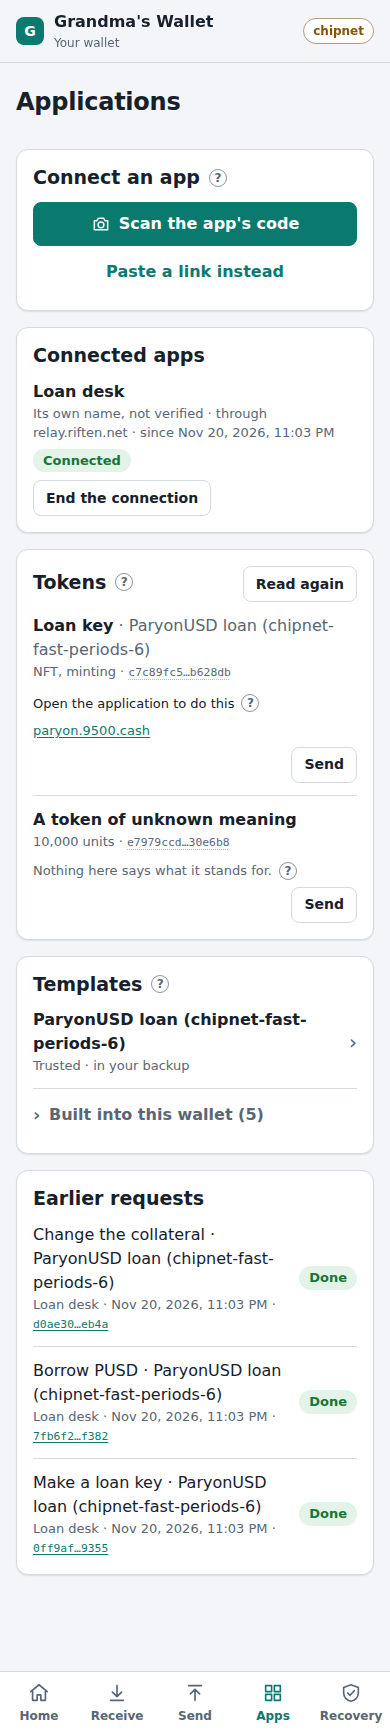 G
Grandma's Wallet
Your wallet
chipnet
Applications
Connect an app ?
Scan the app's code
Paste a link instead
Connected apps
Loan desk
Its own name, not verified · through
relay.riften.net · since Nov 20, 2026, 11:03 PM
Connected
End the connection
Tokens ?
Read again
Loan key · ParyonUSD loan (chipnet-
fast-periods-6)
NFT, minting · c7c89fc5…b628db
Open the application to do this ?
paryon.9500.cash
Send
A token of unknown meaning
10,000 units · e7979ccd…30e6b8
Nothing here says what it stands for. ?
Send
Templates ?
ParyonUSD loan (chipnet-fast-
periods-6)
›
Trusted · in your backup
› Built into this wallet (5)
Earlier requests
Change the collateral ·
ParyonUSD loan (chipnet-fast-
periods-6)
Loan desk · Nov 20, 2026, 11:03 PM ·
d0ae30…eb4a
Done
Borrow PUSD · ParyonUSD loan
(chipnet-fast-periods-6)
Loan desk · Nov 20, 2026, 11:03 PM ·
7fb6f2…f382
Done
Make a loan key · ParyonUSD
loan (chipnet-fast-periods-6)
Loan desk · Nov 20, 2026, 11:03 PM ·
0ff9af…9355
Done
Home
Receive
Send
Apps
Recovery